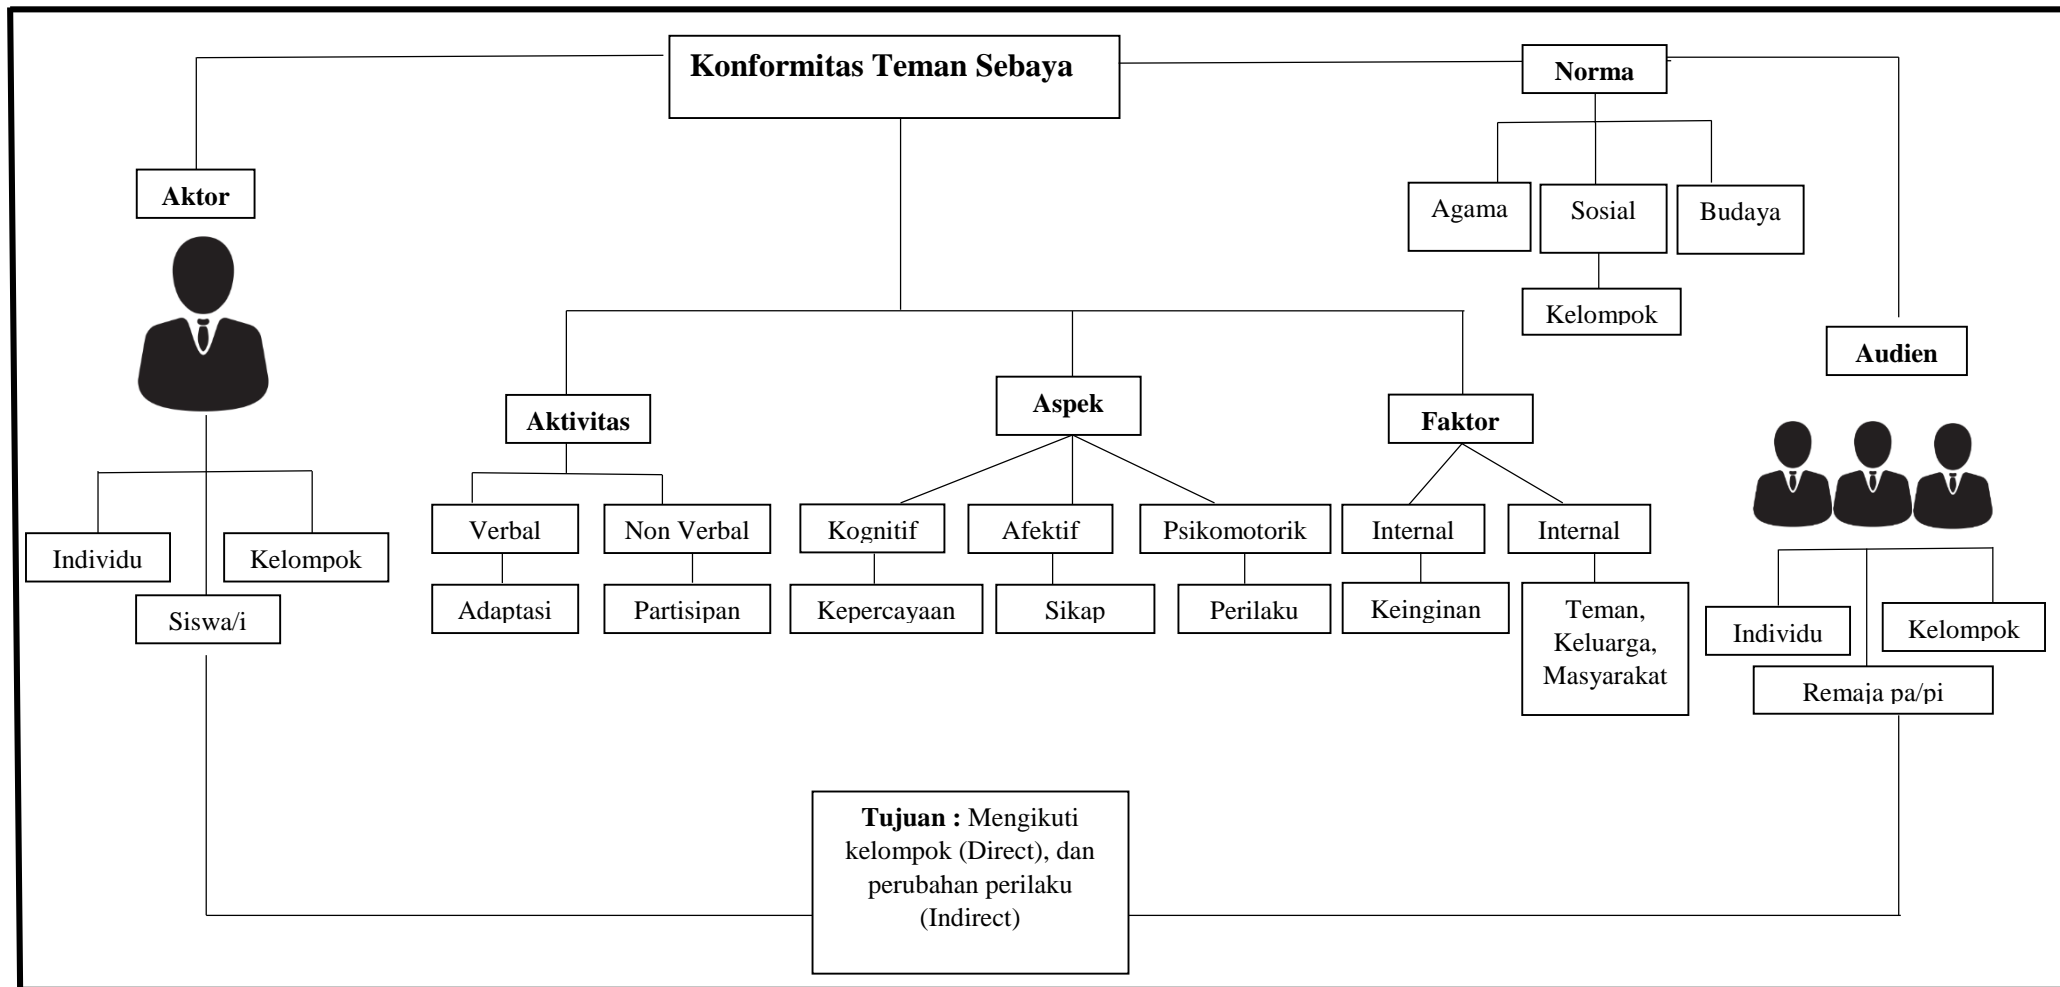 Konformitas Teman Sebaya
Norma
Aktor
Agama
Sosial
Budaya
Kelompok
Audien
Aktivitas
Aspek
Faktor
Verbal
Non Verbal
Kognitif
Afektif
Psikomotorik
Internal
Internal
Individu
Kelompok
Siswa/i
Adaptasi
Partisipan
Kepercayaan
Sikap
Perilaku
Keinginan
Teman,
Keluarga,
Masyarakat
Individu
Kelompok
Remaja pa/pi
Tujuan : Mengikuti
kelompok (Direct), dan
perubahan perilaku
(Indirect)